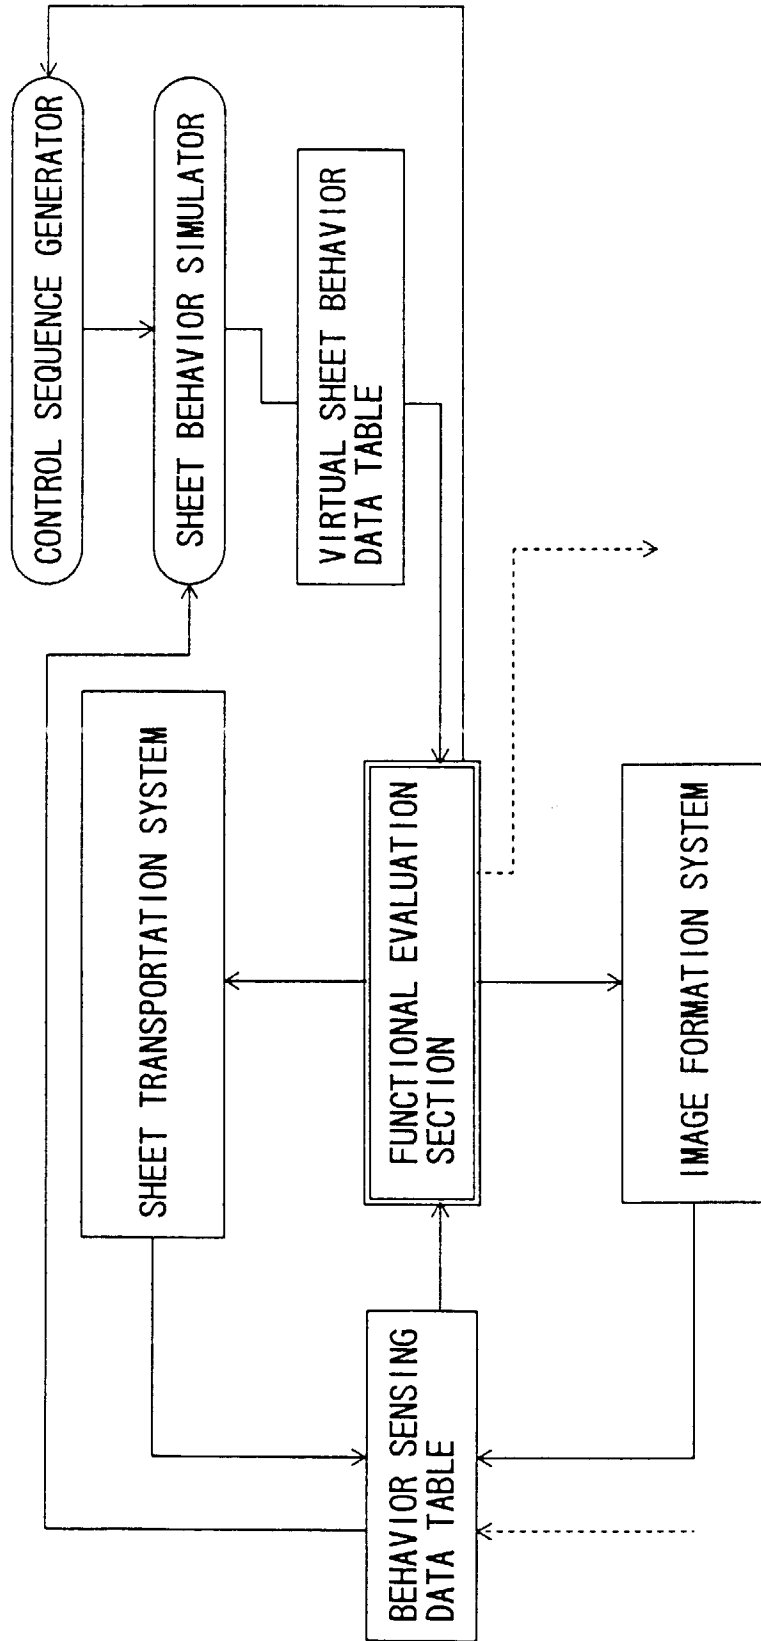 CONTROL SEQUENCE GENERATOR
SHEET BEHAVIOR SIMULATOR
VIRTUAL SHEET BEHAVIOR
DATA TABLE
SHEET TRANSPORTATION SYSTEM
FUNCTIONAL EVALUATION
SECTION
IMAGE FORMATION SYSTEM
BEHAVIOR SENSING
DATA TABLE